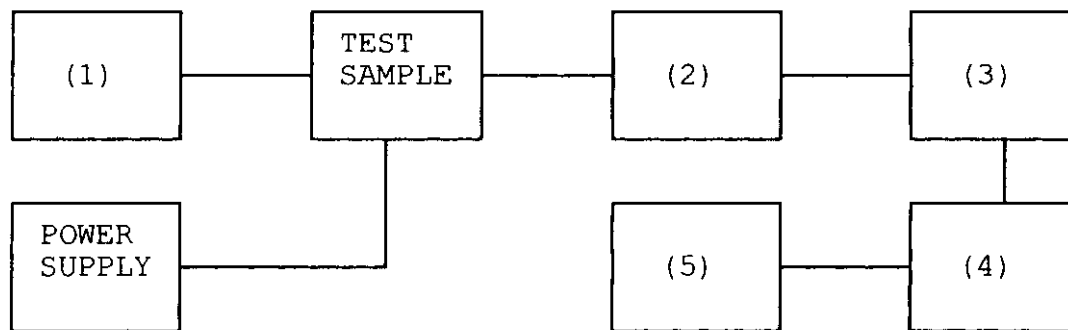 (1)
TEST
SAMPLE
(2)
(3)
POWER
SUPPLY
(5)
(4)